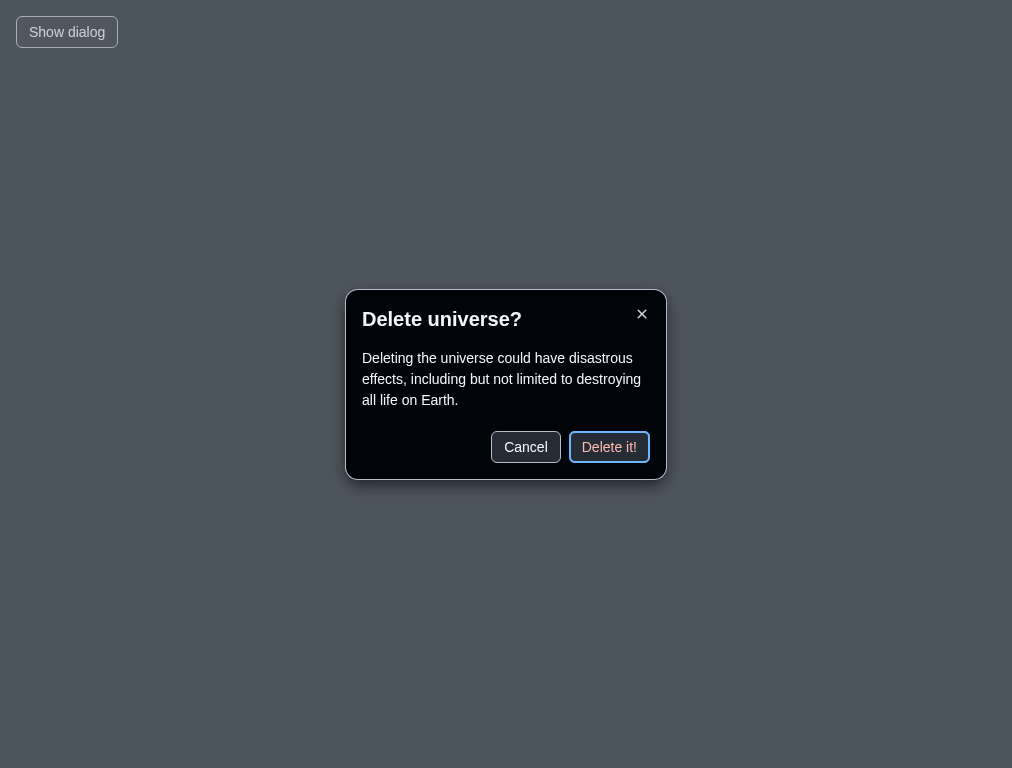 Show dialog
Delete universe?
Deleting the universe could have disastrous
effects, including but not limited to destroying
all life on Earth.
Cancel
Delete it!